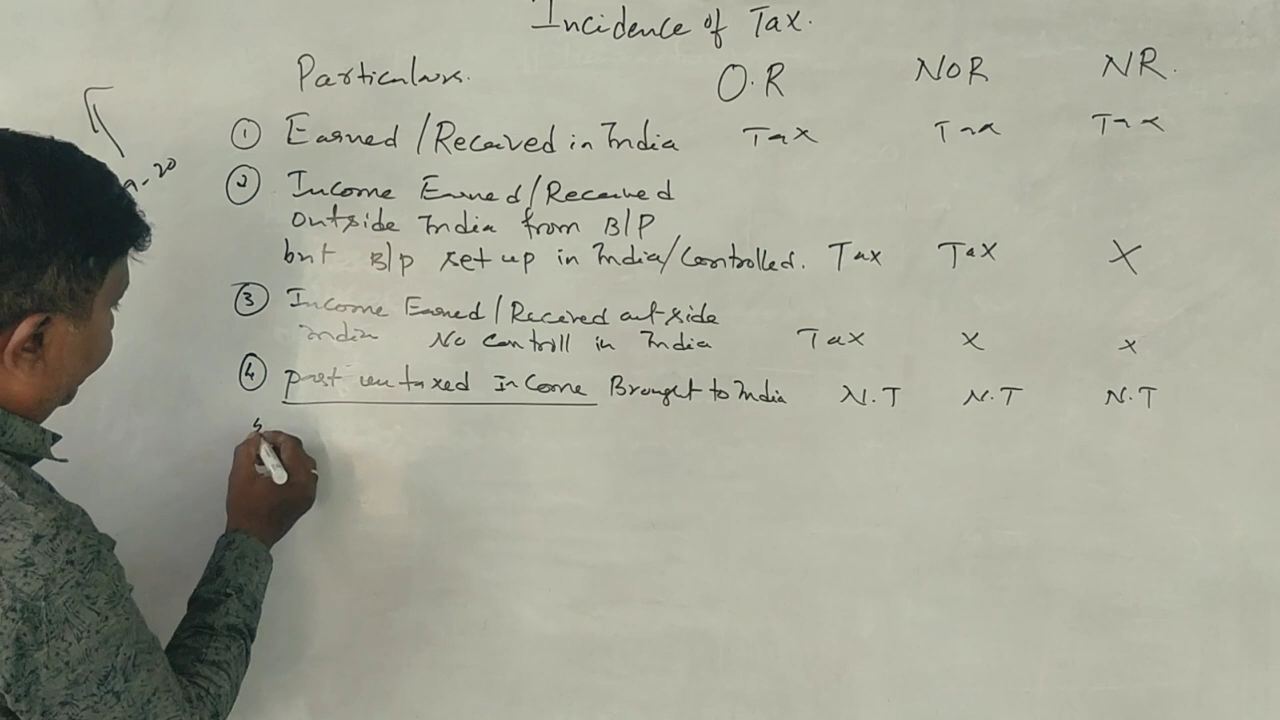 Incidence of Tax.
Particulars. O.R NOR NR.
① Earned / Received in India Tax Tax Tax
② Income Earned / Received
outside India from B/P
but B/p set up in India / Controlled. Tax Tax X
③ Income Earned / Received outside
India No Controll in India Tax X X
④ past untaxed Income Brought to India N.T N.T N.T